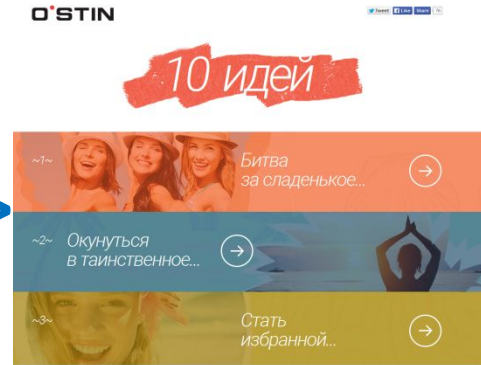 O'STIN
Tweet Like Share
10 идей
~1~
Битва
за сладенькое...
~2~ Окунуться
в таинственное...
~3~
Стать
избранной...